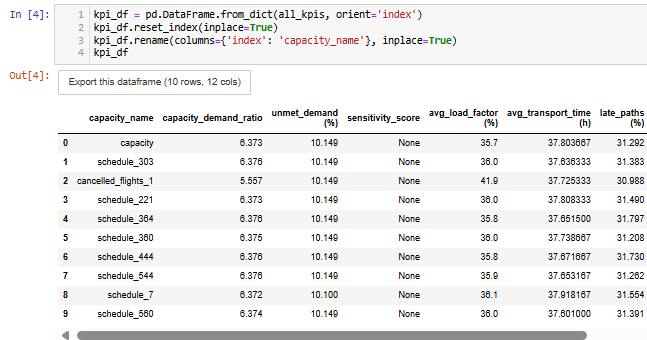 In [4]:
1 kpi_df = pd.DataFrame.from_dict(all_kpis, orient='index')
2 kpi_df.reset_index(inplace=True)
3 kpi_df.rename(columns={'index': 'capacity_name'}, inplace=True)
4 kpi_df
Out[4]:
Export this dataframe (10 rows, 12 cols)
capacity_name capacity_demand_ratio unmet_demand (%) sensitivity_score avg_load_factor (%) avg_transport_time (h) late_paths (%)
0 capacity 6.373 10.149 None 35.7 37.803667 31.292
1 schedule_303 6.376 10.149 None 36.0 37.636333 31.383
2 cancelled_flights_1 5.557 10.149 None 41.9 37.725333 30.988
3 schedule_221 6.373 10.149 None 36.0 37.808333 31.490
4 schedule_364 6.376 10.149 None 35.8 37.651500 31.797
5 schedule_360 6.375 10.149 None 36.0 37.738667 31.208
6 schedule_444 6.376 10.149 None 35.8 37.671667 31.730
7 schedule_544 6.376 10.149 None 35.9 37.653167 31.262
8 schedule_7 6.372 10.100 None 36.1 37.918167 31.554
9 schedule_560 6.374 10.149 None 36.0 37.601000 31.391